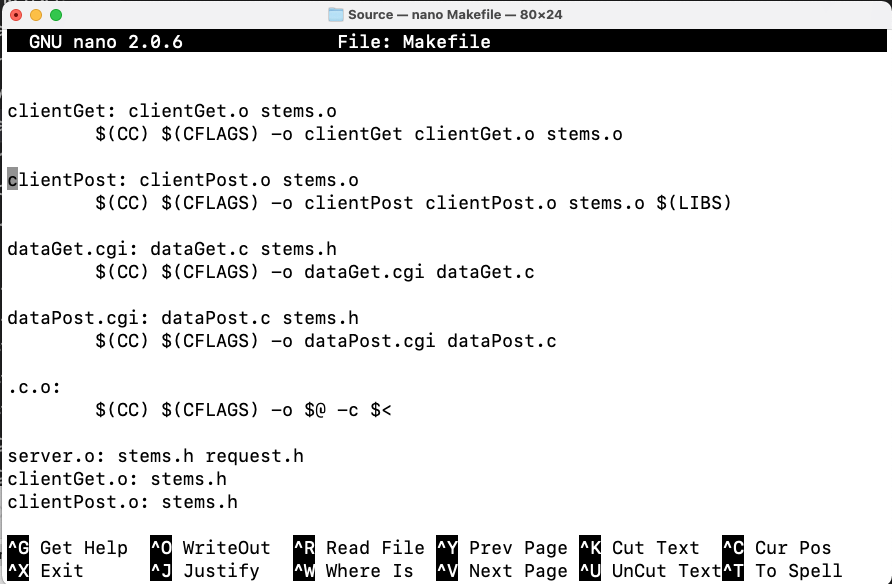 Source — nano Makefile — 80×24
GNU nano 2.0.6 File: Makefile
clientGet: clientGet.o stems.o
$(CC) $(CFLAGS) -o clientGet clientGet.o stems.o
clientPost: clientPost.o stems.o
$(CC) $(CFLAGS) -o clientPost clientPost.o stems.o $(LIBS)
dataGet.cgi: dataGet.c stems.h
$(CC) $(CFLAGS) -o dataGet.cgi dataGet.c
dataPost.cgi: dataPost.c stems.h
$(CC) $(CFLAGS) -o dataPost.cgi dataPost.c
.c.o:
$(CC) $(CFLAGS) -o $@ -c $<
server.o: stems.h request.h
clientGet.o: stems.h
clientPost.o: stems.h
^G Get Help ^O WriteOut ^R Read File ^Y Prev Page ^K Cut Text ^C Cur Pos
^X Exit ^J Justify ^W Where Is ^V Next Page ^U UnCut Text ^T To Spell